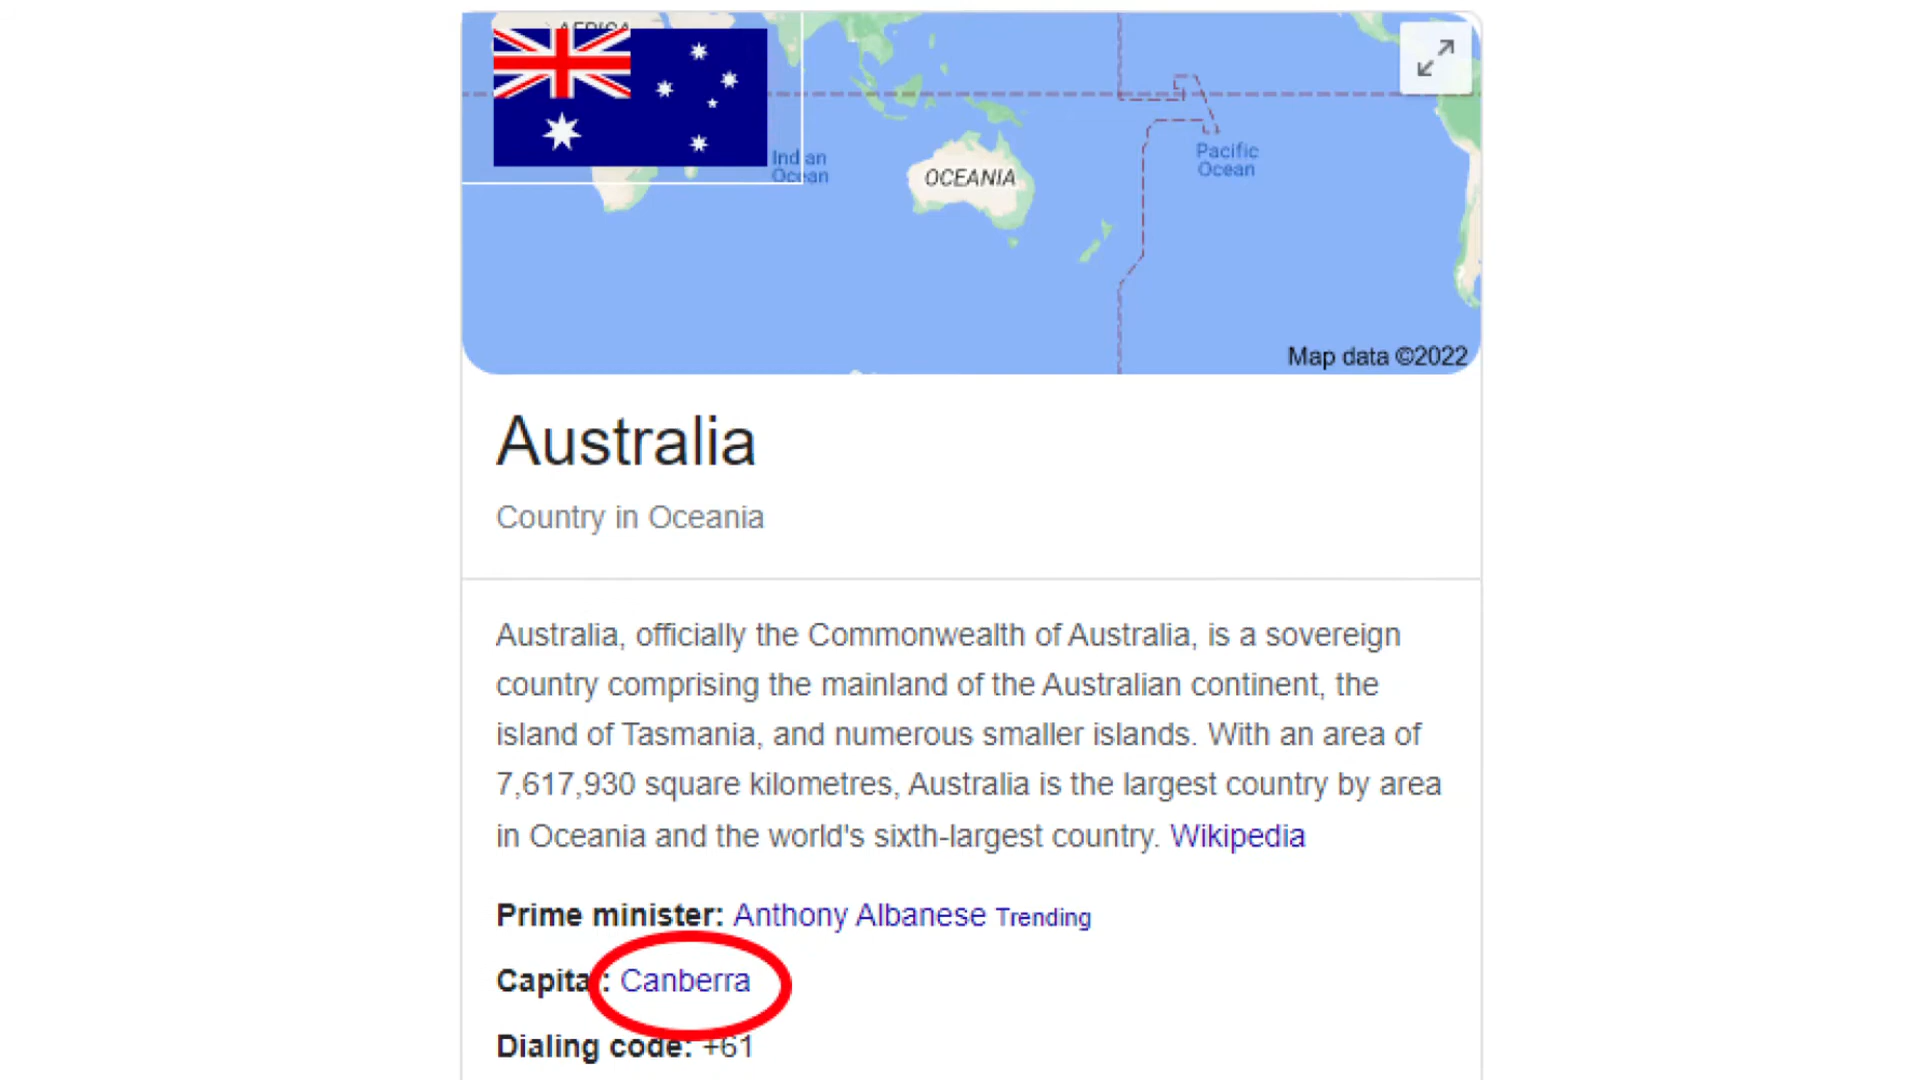 AFRICA
Indian
Ocean
OCEANIA
Pacific
Ocean
Map data ©2022
Australia
Country in Oceania
Australia, officially the Commonwealth of Australia, is a sovereign
country comprising the mainland of the Australian continent, the
island of Tasmania, and numerous smaller islands. With an area of
7,617,930 square kilometres, Australia is the largest country by area
in Oceania and the world's sixth-largest country. Wikipedia
Prime minister: Anthony Albanese Trending
Capital: Canberra
Dialing code: +61